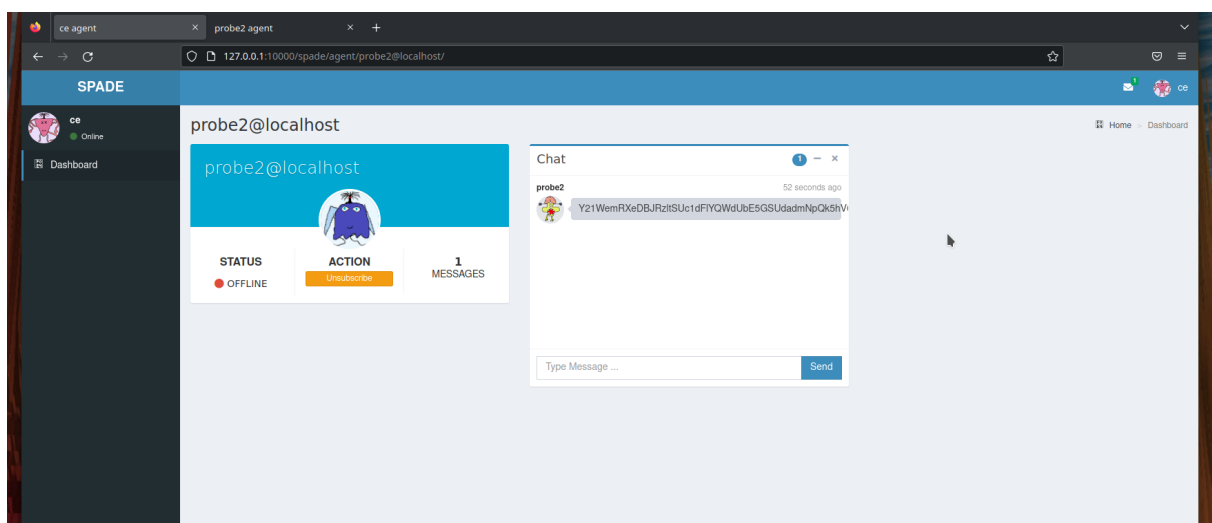 ce agent
probe2 agent
127.0.0.1:10000/spade/agent/probe2@localhost/
SPADE
1
ce
ce
Online
Dashboard
probe2@localhost
Home > Dashboard
probe2@localhost
STATUS
OFFLINE
ACTION
Unsubscribe
1
MESSAGES
Chat
1
probe2
52 seconds ago
Type Message ...
Send